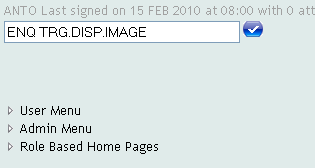 ANTO Last signed on 15 FEB 2010 at 08:00 with 0 att
ENQ TRG.DISP.IMAGE
User Menu
Admin Menu
Role Based Home Pages